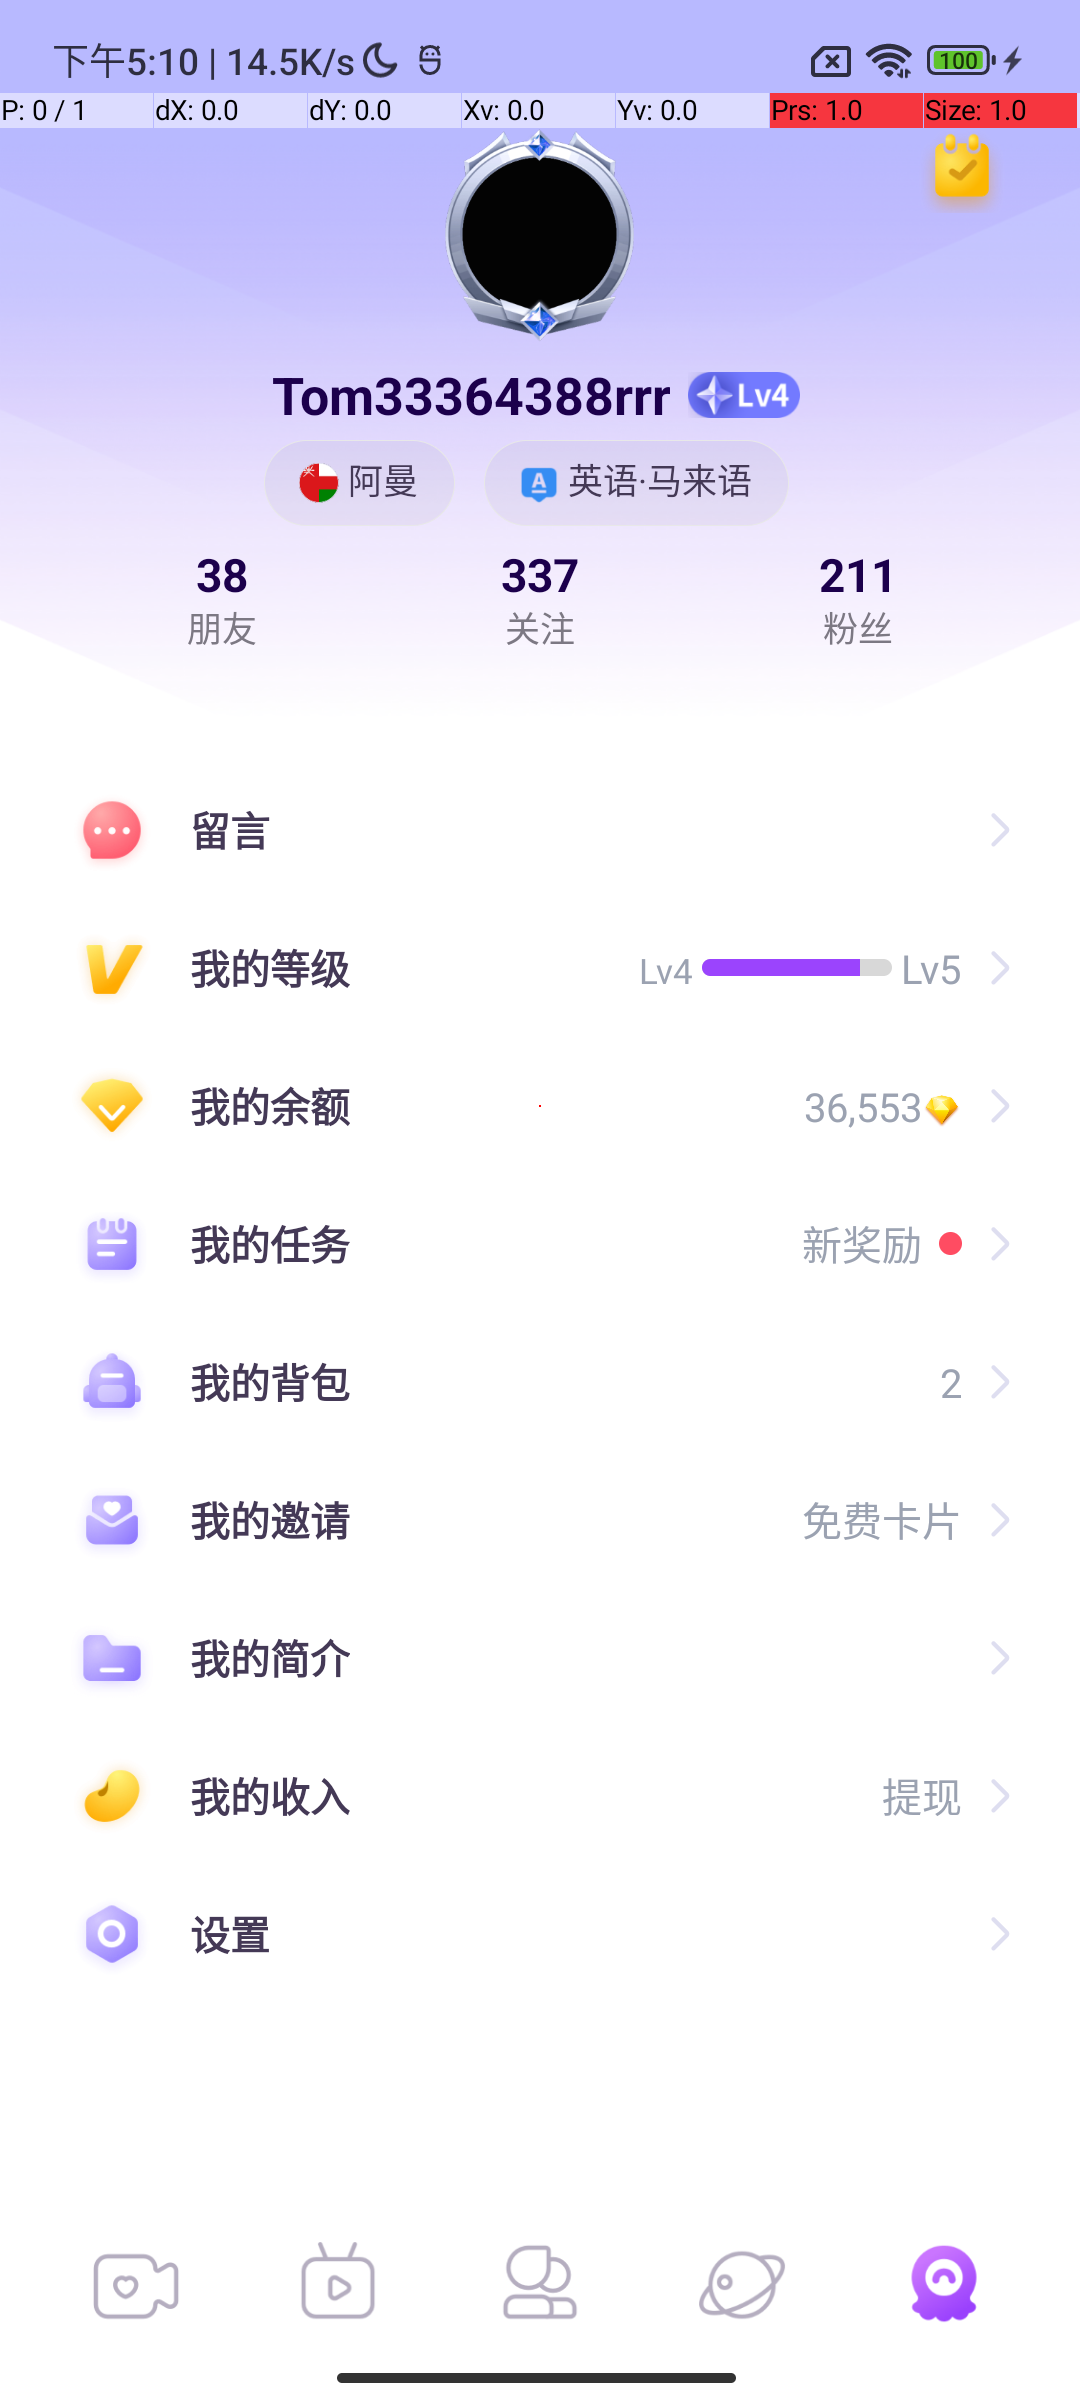 下午5:10 | 14.5K/s 100
P: 0 / 1 dX: 0.0 dY: 0.0 Xv: 0.0 Yv: 0.0 Prs: 1.0 Size: 1.0
Tom33364388rrr Lv4
阿曼 英语·马来语
38 337 211
朋友 关注 粉丝
留言
我的等级 Lv4 Lv5
我的余额 36,553
我的任务 新奖励
我的背包 2
我的邀请 免费卡片
我的简介
我的收入 提现
设置